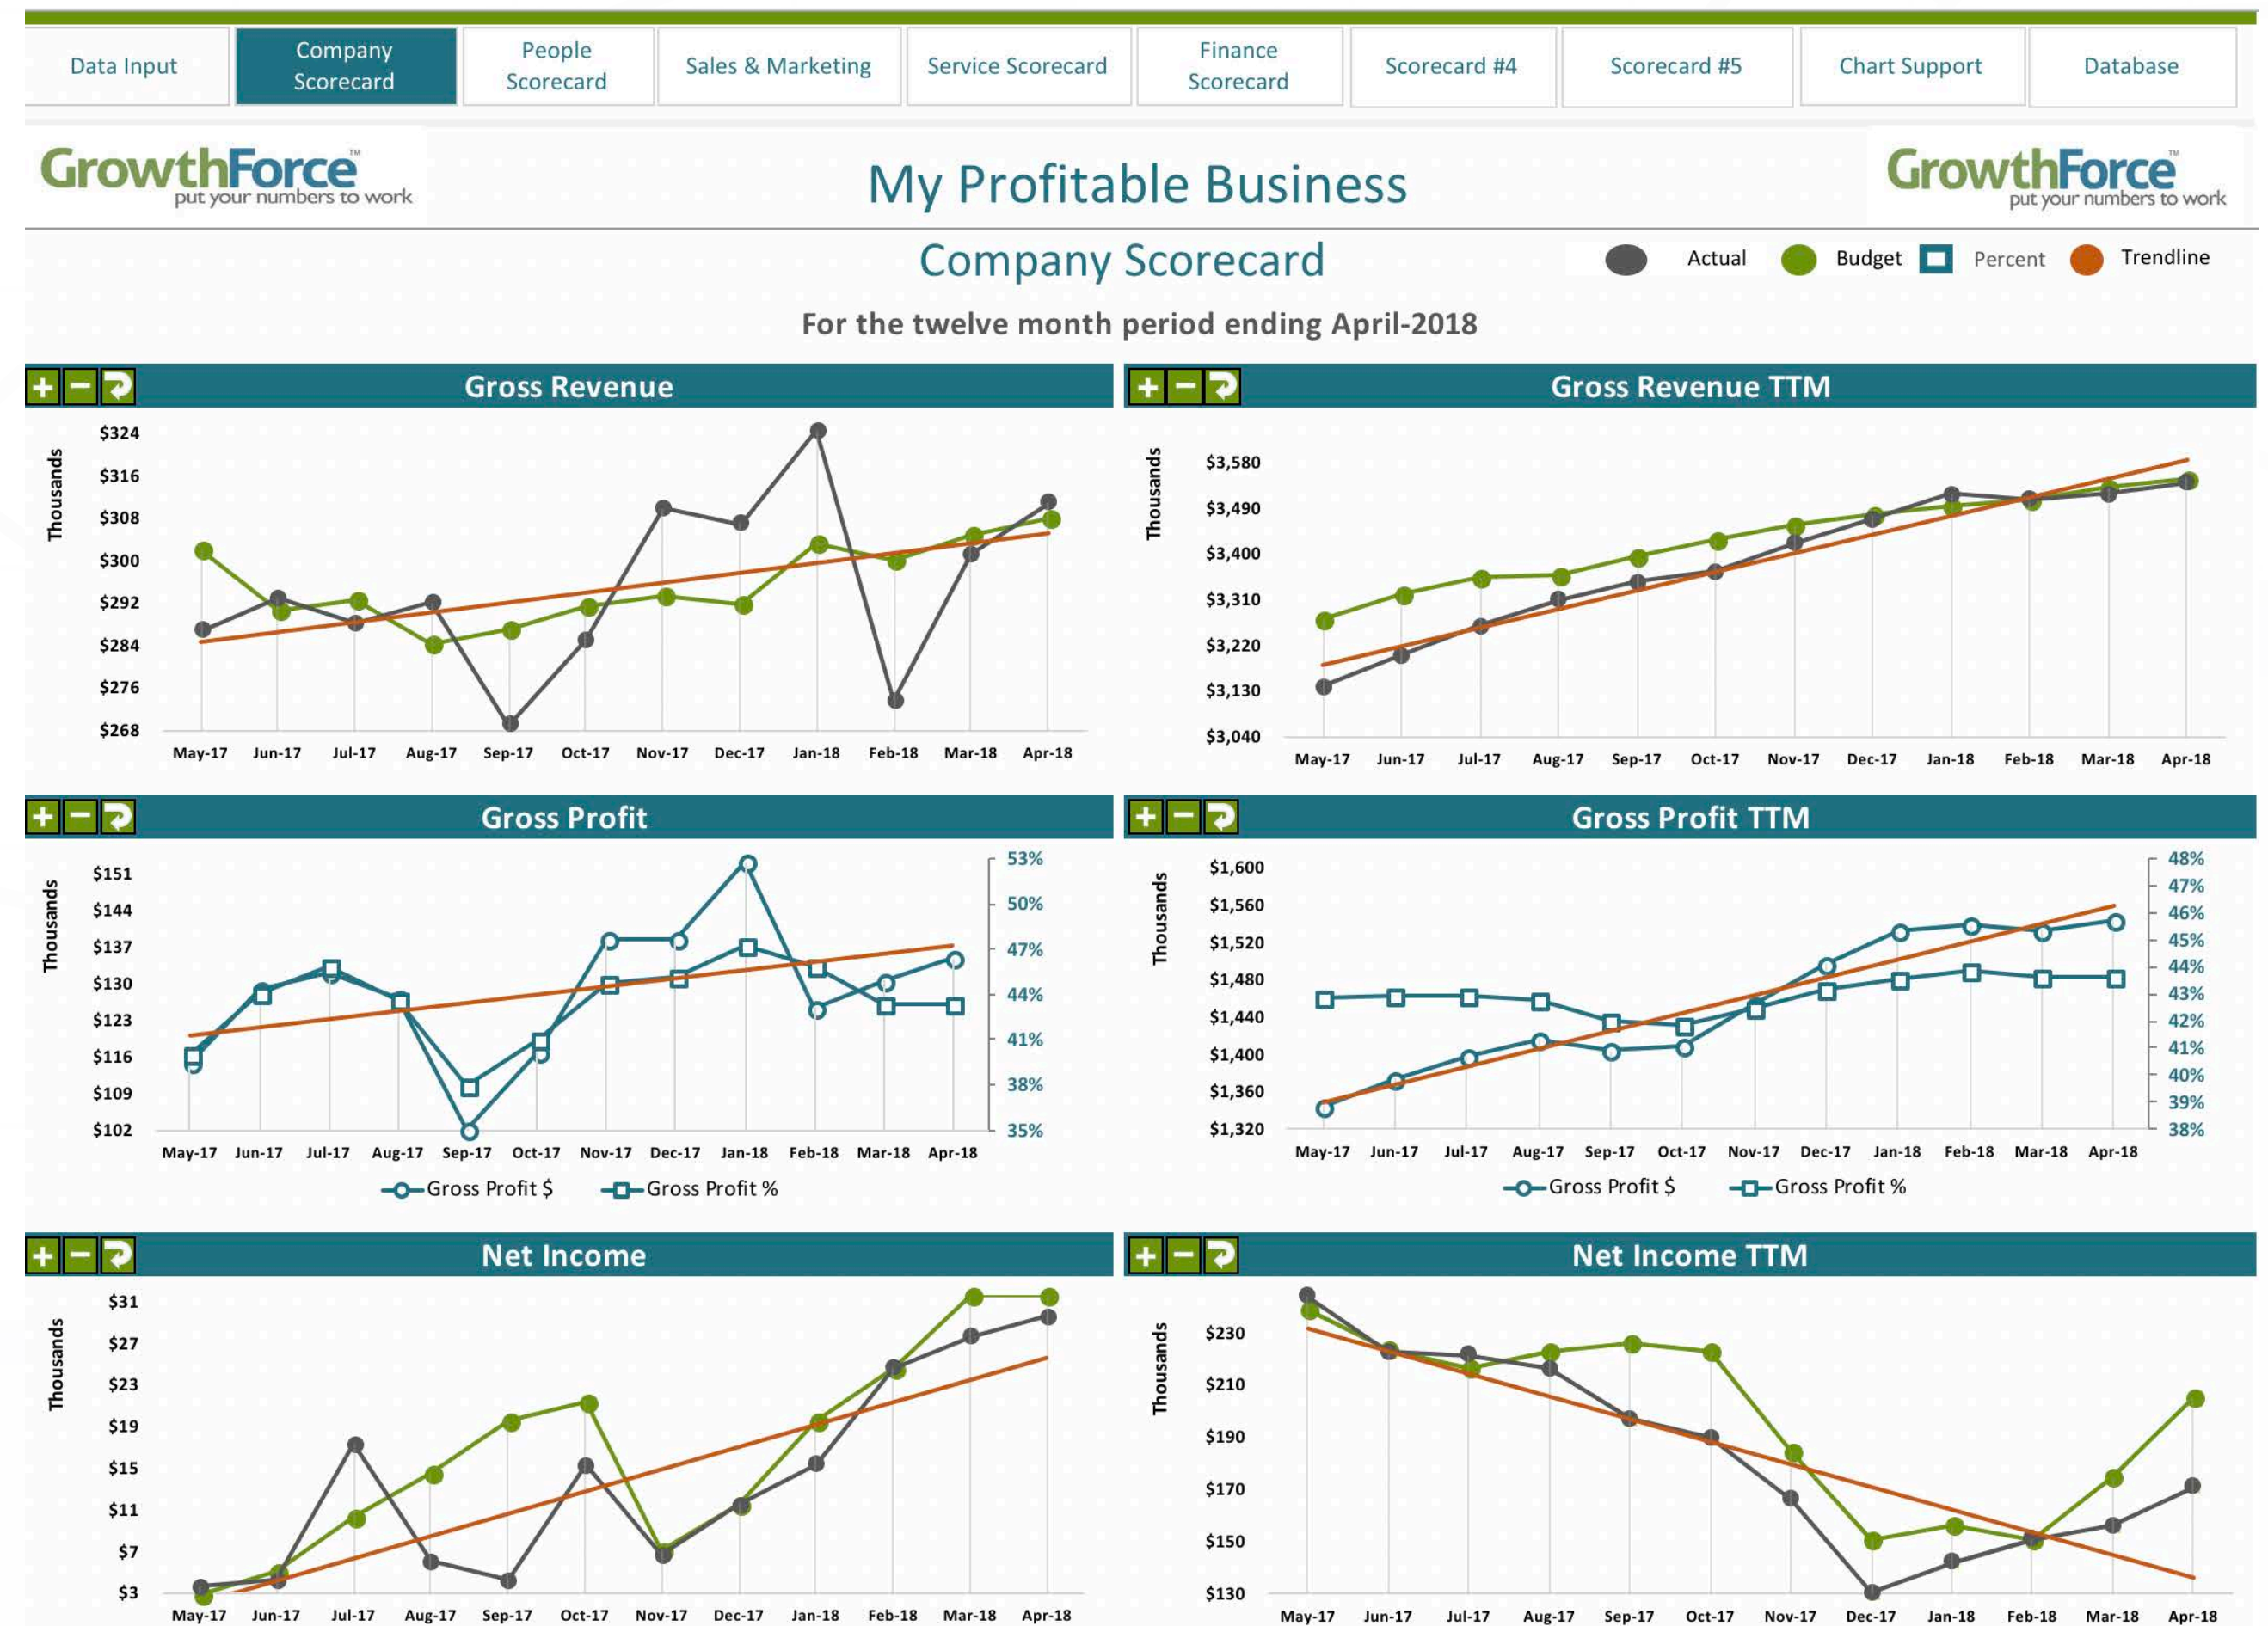 Data Input
Company
Scorecard
People
Scorecard
Sales & Marketing
Service Scorecard
Finance
Scorecard
Scorecard #4
Scorecard #5
Chart Support
Database
GrowthForce™
put your numbers to work
My Profitable Business
GrowthForce™
put your numbers to work
Company Scorecard
Actual
Budget
Percent
Trendline
For the twelve month period ending April-2018
Gross Revenue
Thousands
$324
$316
$308
$300
$292
$284
$276
$268
May-17 Jun-17 Jul-17 Aug-17 Sep-17 Oct-17 Nov-17 Dec-17 Jan-18 Feb-18 Mar-18 Apr-18
Gross Revenue TTM
Thousands
$3,580
$3,490
$3,400
$3,310
$3,220
$3,130
$3,040
May-17 Jun-17 Jul-17 Aug-17 Sep-17 Oct-17 Nov-17 Dec-17 Jan-18 Feb-18 Mar-18 Apr-18
Gross Profit
Thousands
$151
$144
$137
$130
$123
$116
$109
$102
53%
50%
47%
44%
41%
38%
35%
May-17 Jun-17 Jul-17 Aug-17 Sep-17 Oct-17 Nov-17 Dec-17 Jan-18 Feb-18 Mar-18 Apr-18
Gross Profit $ Gross Profit %
Gross Profit TTM
Thousands
$1,600
$1,560
$1,520
$1,480
$1,440
$1,400
$1,360
$1,320
48%
47%
46%
45%
44%
43%
42%
41%
40%
39%
38%
May-17 Jun-17 Jul-17 Aug-17 Sep-17 Oct-17 Nov-17 Dec-17 Jan-18 Feb-18 Mar-18 Apr-18
Gross Profit $ Gross Profit %
Net Income
Thousands
$31
$27
$23
$19
$15
$11
$7
$3
May-17 Jun-17 Jul-17 Aug-17 Sep-17 Oct-17 Nov-17 Dec-17 Jan-18 Feb-18 Mar-18 Apr-18
Net Income TTM
Thousands
$230
$210
$190
$170
$150
$130
May-17 Jun-17 Jul-17 Aug-17 Sep-17 Oct-17 Nov-17 Dec-17 Jan-18 Feb-18 Mar-18 Apr-18